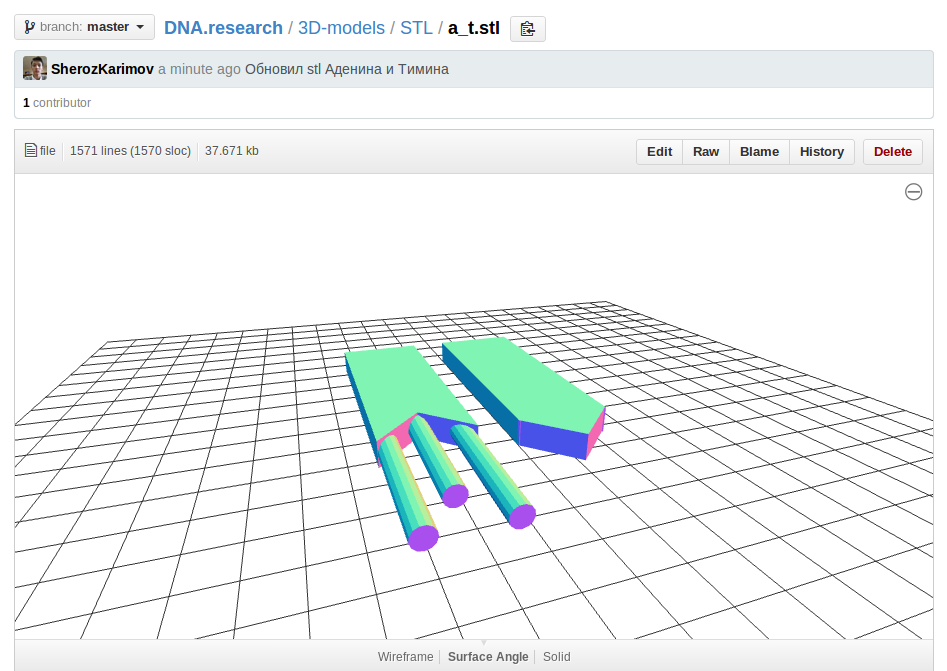 branch: master DNA.research / 3D-models / STL / a_t.stl
SherozKarimov a minute ago Обновил stl Аденина и Тимина
1 contributor
file 1571 lines (1570 sloc) 37.671 kb Edit Raw Blame History Delete
Wireframe Surface Angle Solid